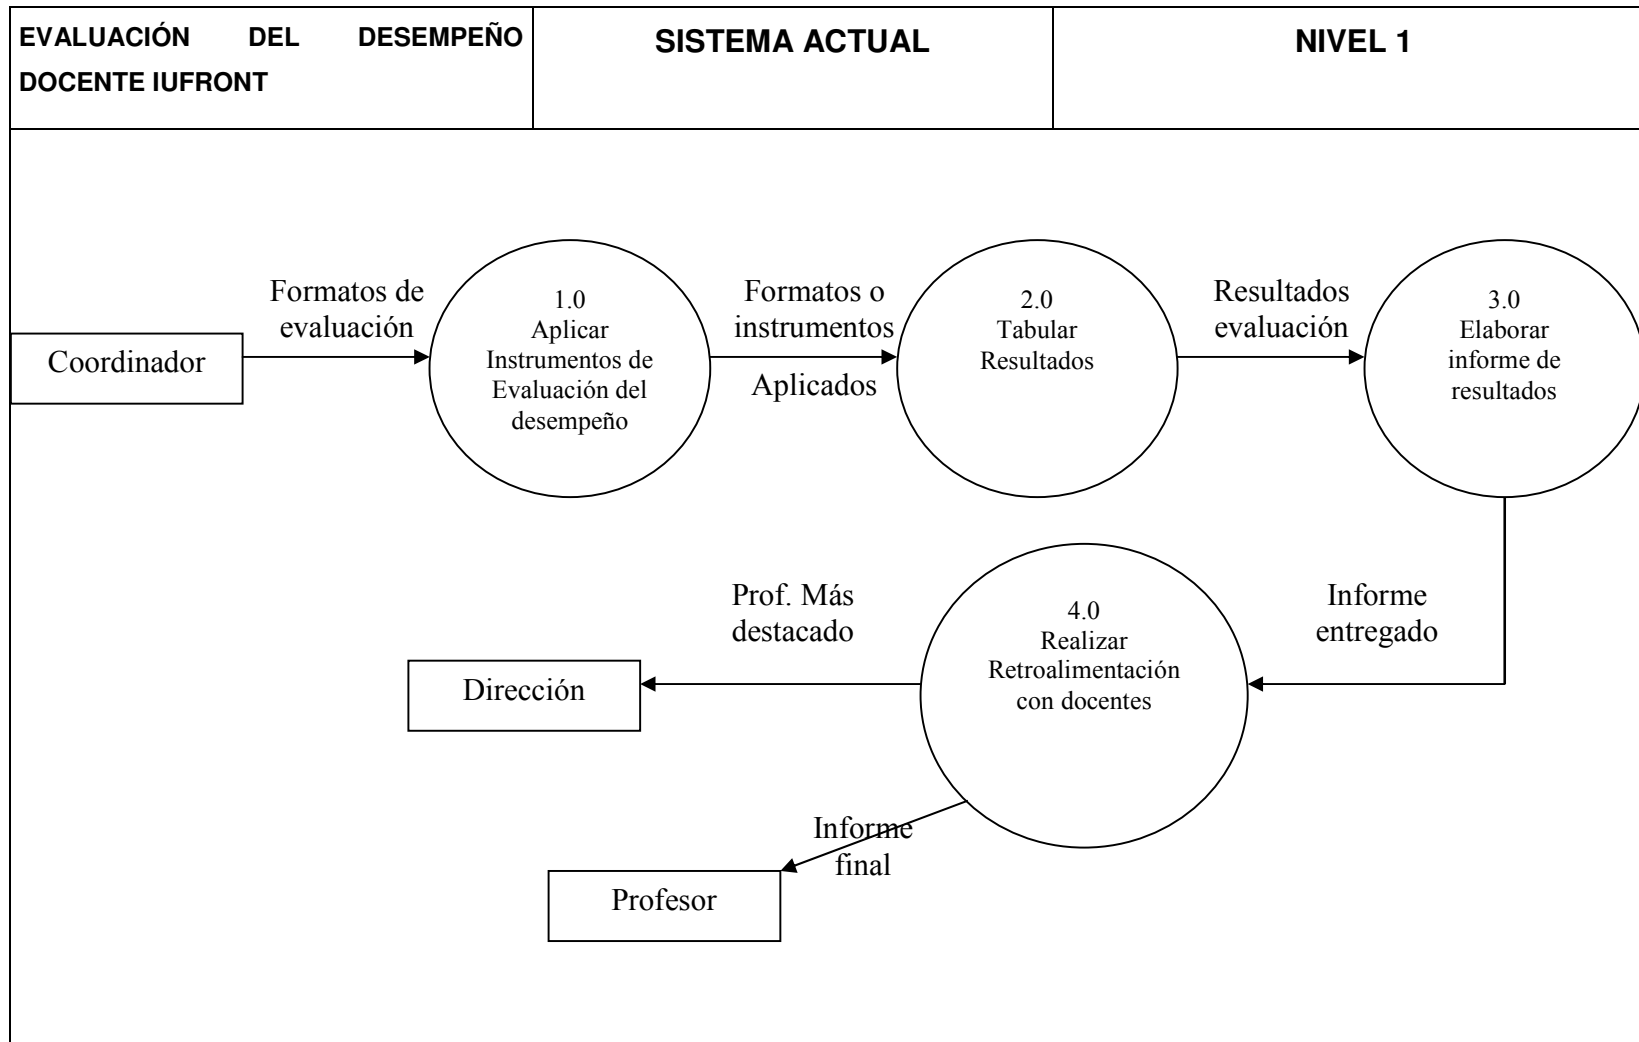 EVALUACIÓN DEL DESEMPEÑO
DOCENTE IUFRONT
SISTEMA ACTUAL
NIVEL 1
Coordinador
Formatos de
evaluación
1.0
Aplicar
Instrumentos de
Evaluación del
desempeño
Formatos o
instrumentos
Aplicados
2.0
Tabular
Resultados
Resultados
evaluación
3.0
Elaborar
informe de
resultados
Informe
entregado
4.0
Realizar
Retroalimentación
con docentes
Prof. Más
destacado
Dirección
Informe
final
Profesor